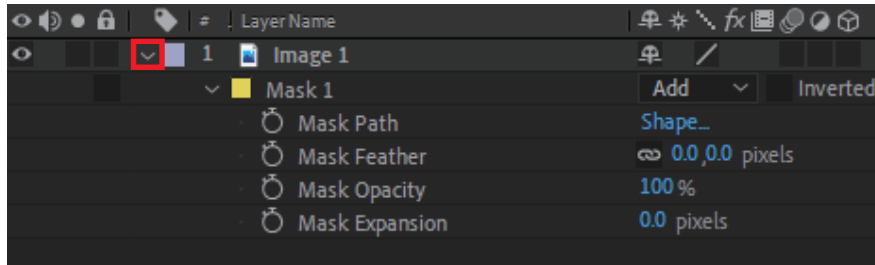 # Layer Name fx
1 Image 1
Mask 1 Add Inverted
Mask Path Shape...
Mask Feather 0.0,0.0 pixels
Mask Opacity 100 %
Mask Expansion 0.0 pixels